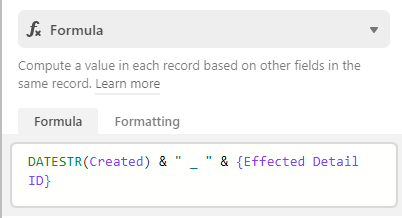 fx Formula
Compute a value in each record based on other fields in the
same record. Learn more
Formula Formatting
DATESTR(Created) & " _ " & {Effected Detail
ID}